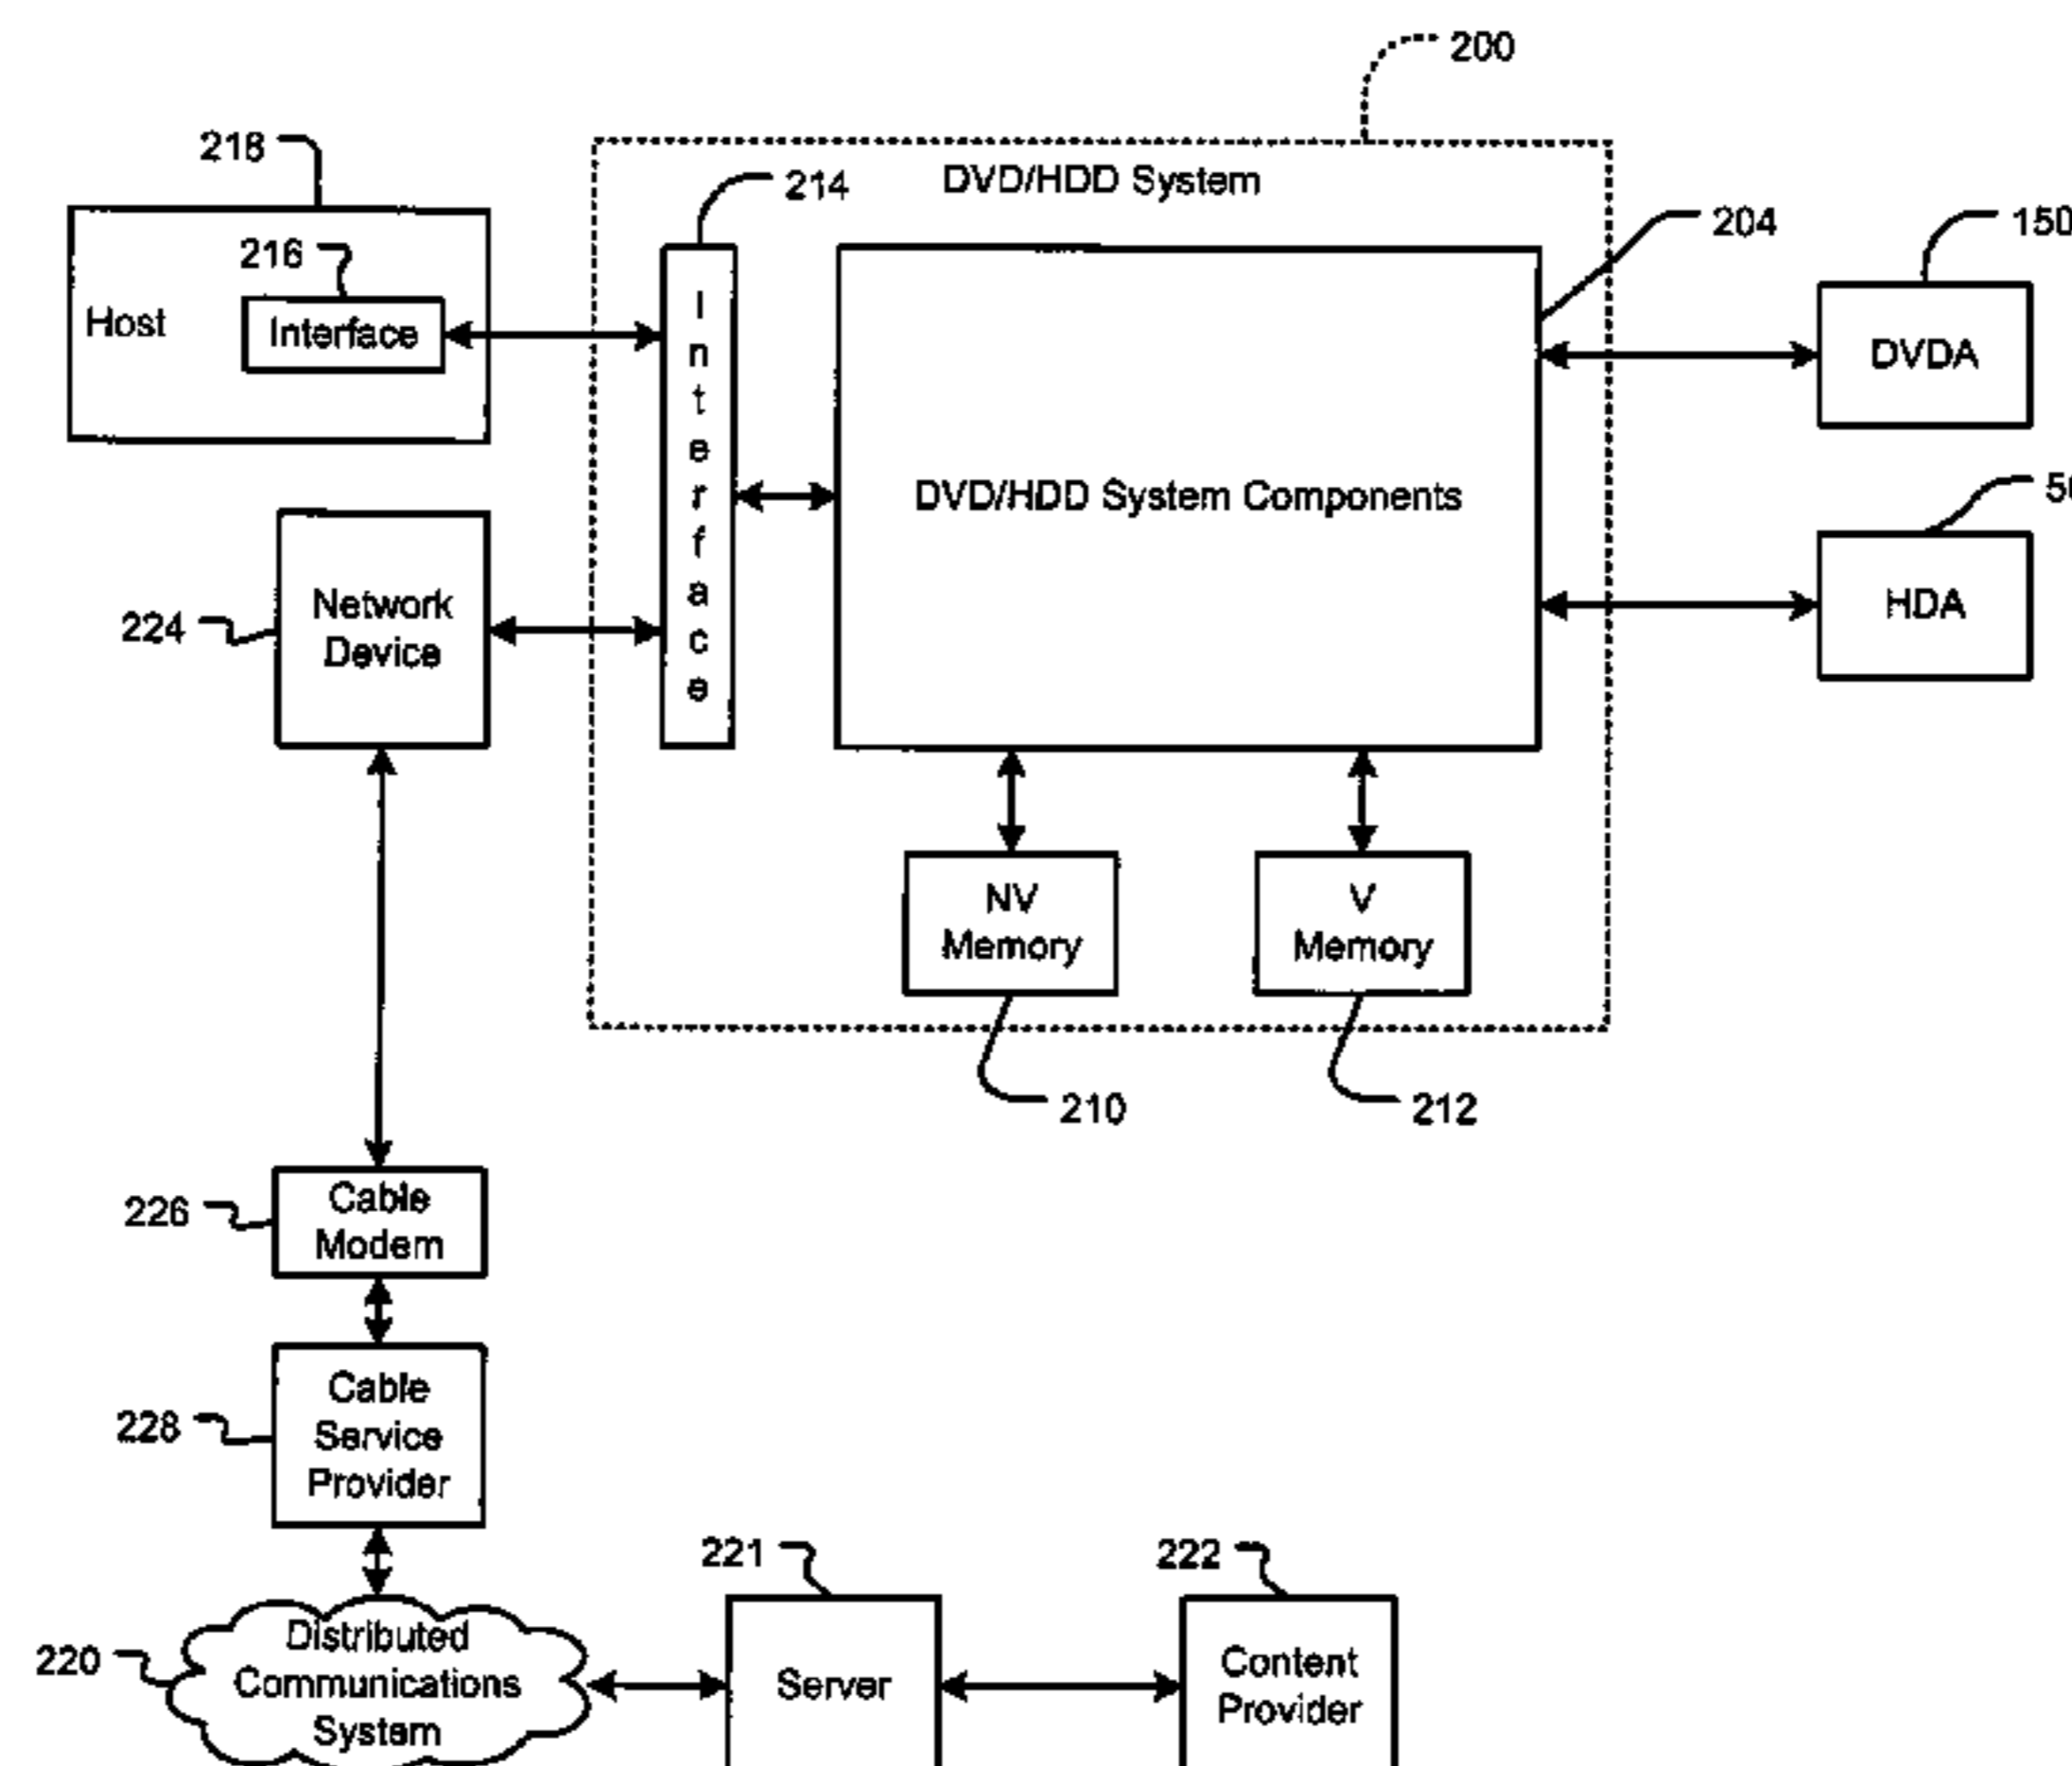 200
218
DVD/HDD System
214
204
150
216
Host
Interface
Interface
DVDA
DVD/HDD System Components
HDA
224
Network
Device
NV
Memory
V
Memory
210
212
226
Cable
Modem
228
Cable
Service
Provider
221
222
220
Distributed
Communications
System
Server
Content
Provider